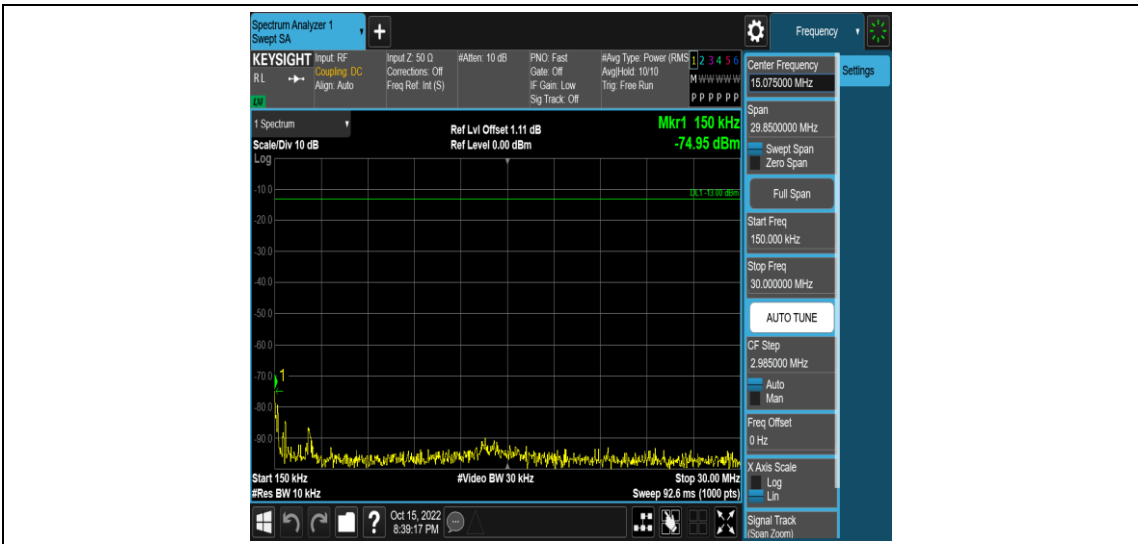 Spectrum Analyzer 1
Swept SA
Frequency
KEYSIGHT
RL
LNI
Input: RF
Coupling: DC
Align: Auto
Input Z: 50 Ω
Corrections: Off
Freq Ref: Int (S)
#Atten: 10 dB
PNO: Fast
Gate: Off
IF Gain: Low
Sig Track: Off
#Avg Type: Power (RMS
Avg|Hold: 10/10
Trig: Free Run
1 2 3 4 5 6
M W W W W W
P P P P P P
1 Spectrum
Scale/Div 10 dB
Ref Lvl Offset 1.11 dB
Ref Level 0.00 dBm
Mkr1 150 kHz
-74.95 dBm
Log
-10.0
DL1 -13.00 dBm
-20.0
-30.0
-40.0
-50.0
-60.0
-70.0
1
-80.0
-90.0
Start 150 kHz
#Video BW 30 kHz
Stop 30.00 MHz
#Res BW 10 kHz
Sweep 92.6 ms (1000 pts)
?
Oct 15, 2022
8:39:17 PM
Center Frequency
15.075000 MHz
Settings
Span
29.8500000 MHz
Swept Span
Zero Span
Full Span
Start Freq
150.000 kHz
Stop Freq
30.000000 MHz
AUTO TUNE
CF Step
2.985000 MHz
Auto
Man
Freq Offset
0 Hz
X Axis Scale
Log
Lin
Signal Track
(Span Zoom)